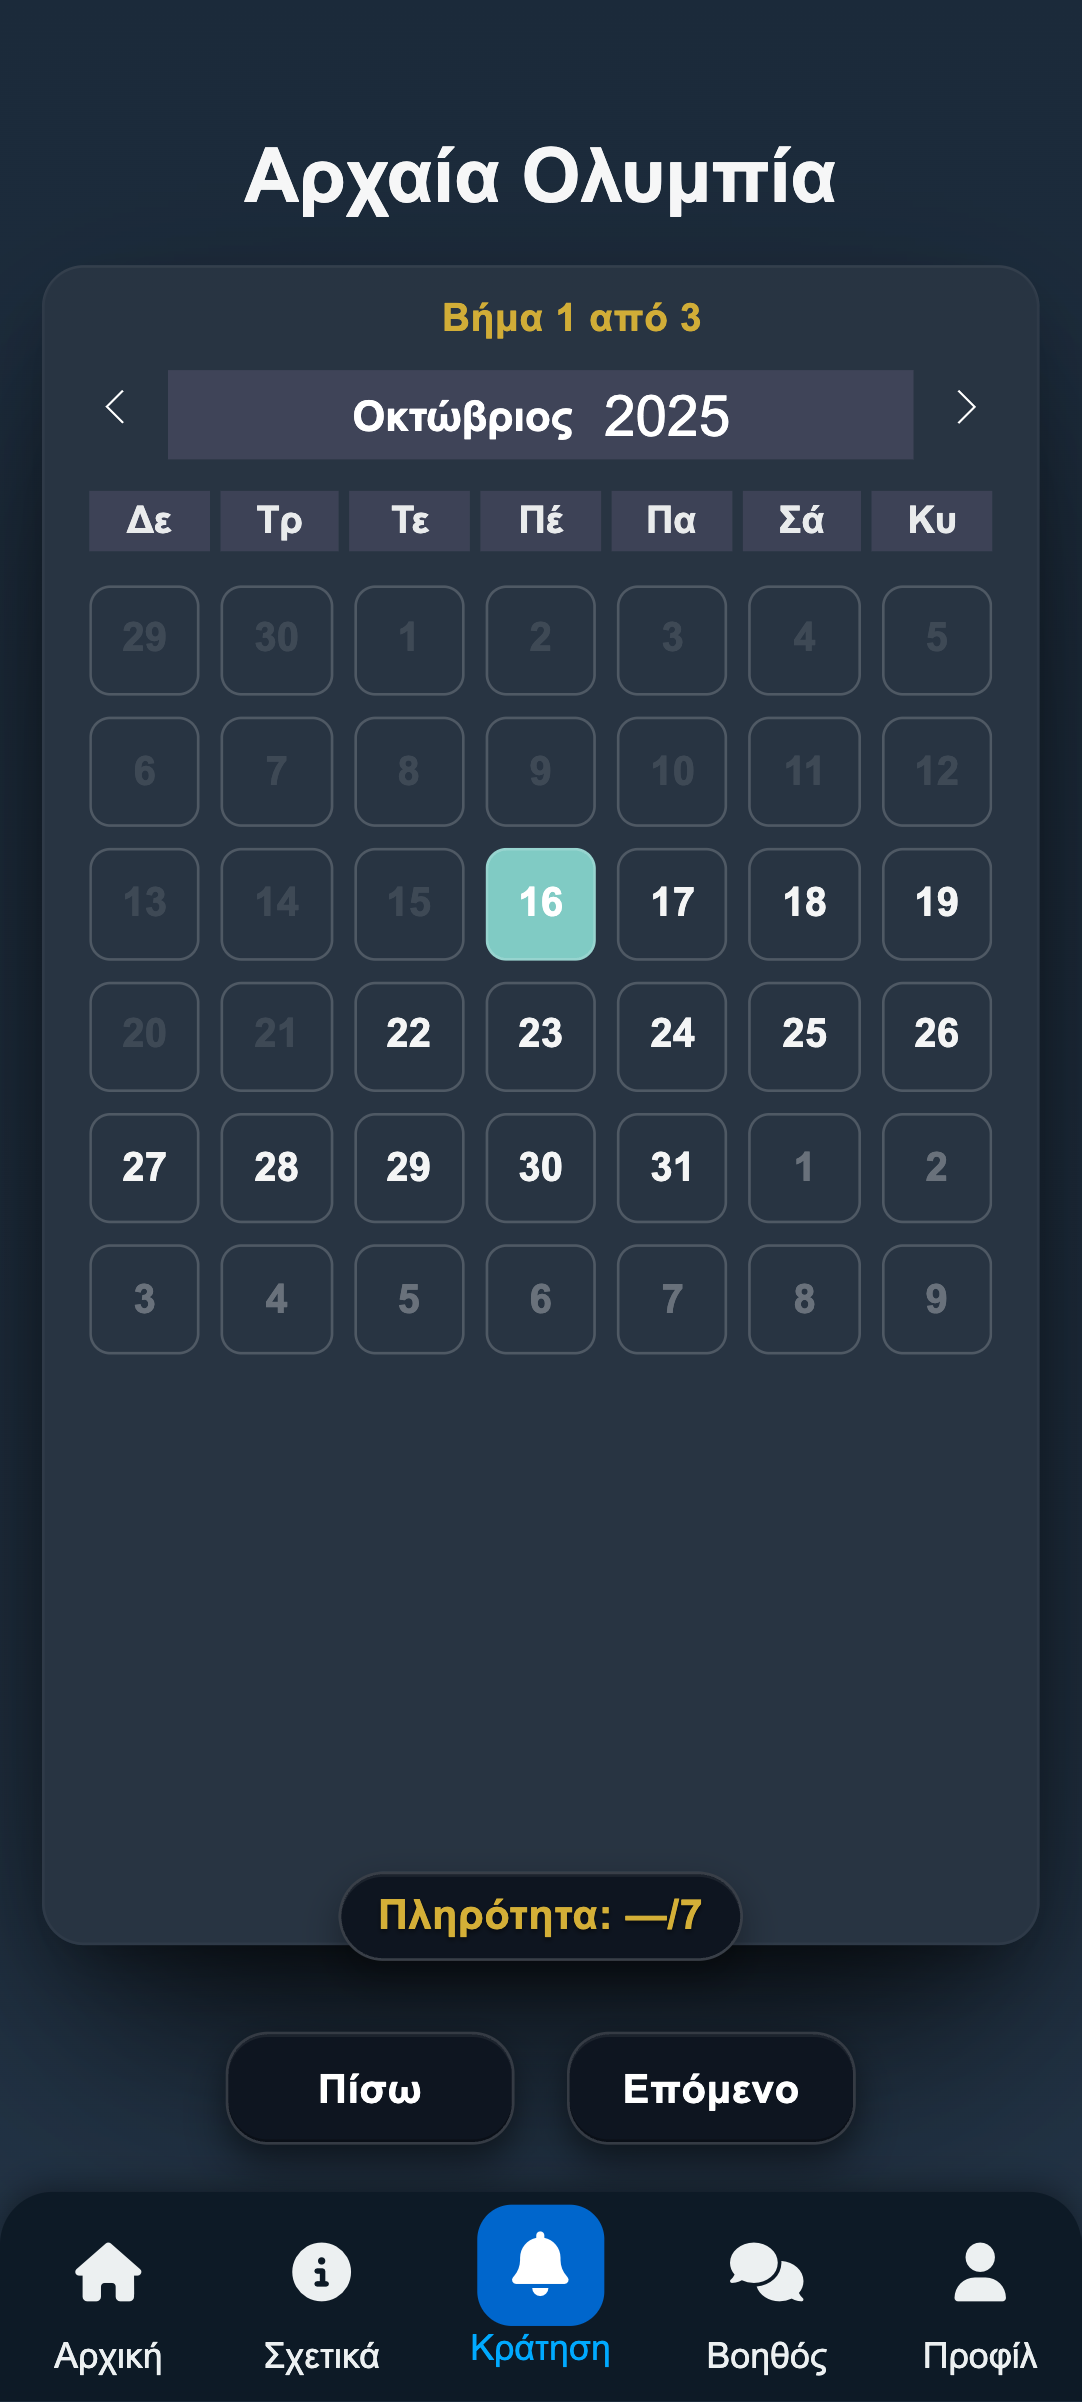 Αρχαία Ολυμπία
Βήμα 1 από 3
Οκτώβριος 2025
Δε Τρ Τε Πέ Πα Σά Κυ
29 30 1 2 3 4 5
6 7 8 9 10 11 12
13 14 15 16 17 18 19
20 21 22 23 24 25 26
27 28 29 30 31 1 2
3 4 5 6 7 8 9
Πληρότητα: —/7
Πίσω Επόμενο
Αρχική Σχετικά Κράτηση Βοηθός Προφίλ